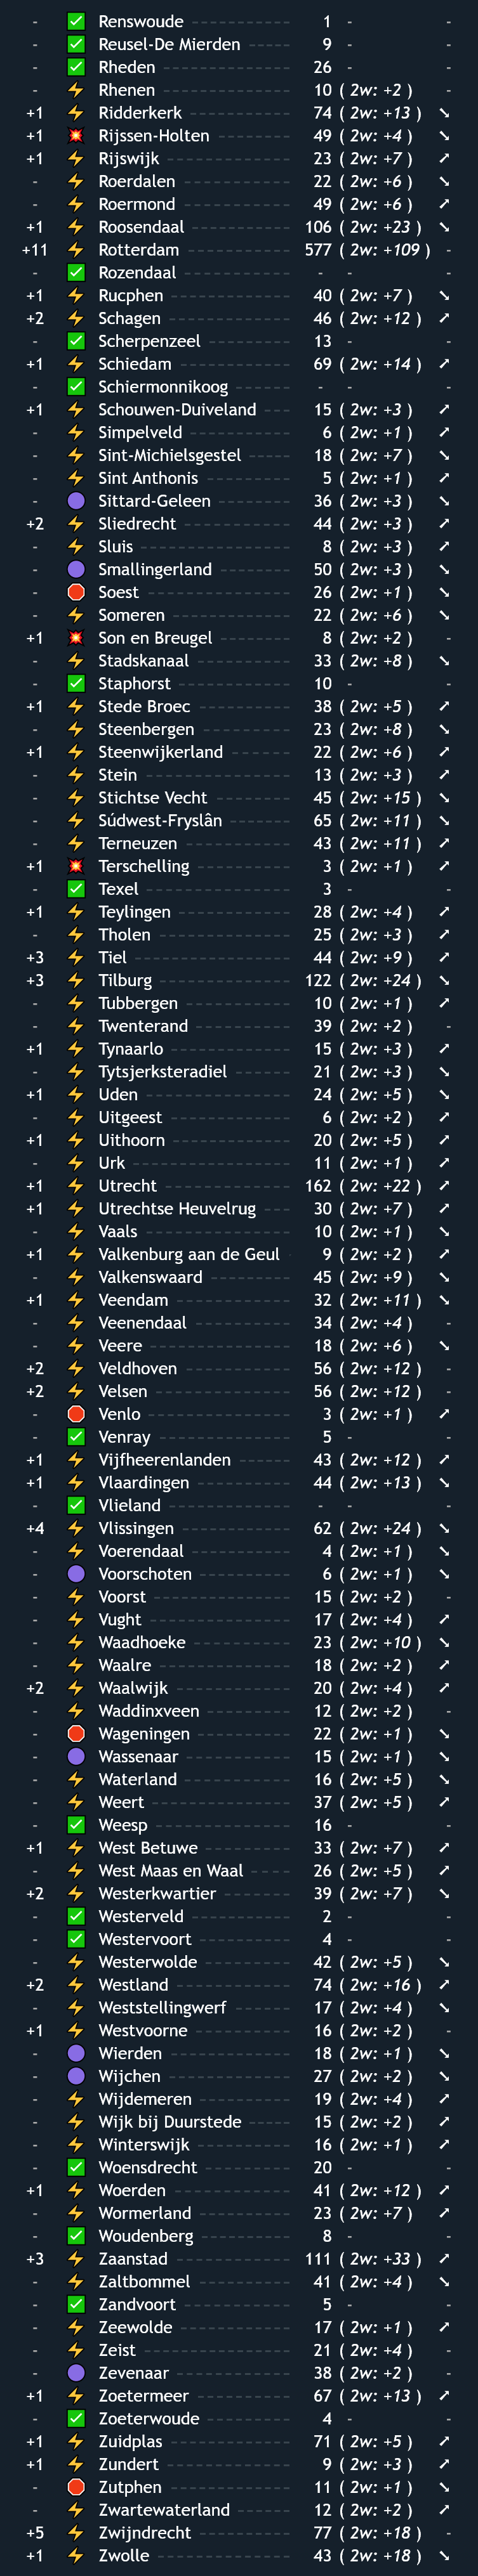 - ✅ Renswoude 1 - -
- ✅ Reusel-De Mierden 9 - -
- ✅ Rheden 26 - -
- ⚡ Rhenen 10 ( 2w: +2 ) -
+1 ⚡ Ridderkerk 74 ( 2w: +13 ) ➘
+1 💥 Rijssen-Holten 49 ( 2w: +4 ) ➘
+1 ⚡ Rijswijk 23 ( 2w: +7 ) ➚
- ⚡ Roerdalen 22 ( 2w: +6 ) ➘
- ⚡ Roermond 49 ( 2w: +6 ) ➚
+1 ⚡ Roosendaal 106 ( 2w: +23 ) ➘
+11 ⚡ Rotterdam 577 ( 2w: +109 ) -
- ✅ Rozendaal - - -
+1 ⚡ Rucphen 40 ( 2w: +7 ) ➘
+2 ⚡ Schagen 46 ( 2w: +12 ) ➚
- ✅ Scherpenzeel 13 - -
+1 ⚡ Schiedam 69 ( 2w: +14 ) ➚
- ✅ Schiermonnikoog - - -
+1 ⚡ Schouwen-Duiveland 15 ( 2w: +3 ) ➚
- ⚡ Simpelveld 6 ( 2w: +1 ) ➚
- ⚡ Sint-Michielsgestel 18 ( 2w: +7 ) ➘
- ⚡ Sint Anthonis 5 ( 2w: +1 ) ➚
- 🟣 Sittard-Geleen 36 ( 2w: +3 ) ➘
+2 ⚡ Sliedrecht 44 ( 2w: +3 ) ➚
- ⚡ Sluis 8 ( 2w: +3 ) ➚
- 🟣 Smallingerland 50 ( 2w: +3 ) ➘
- 🛑 Soest 26 ( 2w: +1 ) ➘
- ⚡ Someren 22 ( 2w: +6 ) ➘
+1 💥 Son en Breugel 8 ( 2w: +2 ) -
- ⚡ Stadskanaal 33 ( 2w: +8 ) ➘
- ✅ Staphorst 10 - -
+1 ⚡ Stede Broec 38 ( 2w: +5 ) ➚
- ⚡ Steenbergen 23 ( 2w: +8 ) ➘
+1 ⚡ Steenwijkerland 22 ( 2w: +6 ) ➚
- ⚡ Stein 13 ( 2w: +3 ) ➚
- ⚡ Stichtse Vecht 45 ( 2w: +15 ) ➘
- ⚡ Súdwest-Fryslân 65 ( 2w: +11 ) ➘
- ⚡ Terneuzen 43 ( 2w: +11 ) ➚
+1 💥 Terschelling 3 ( 2w: +1 ) ➚
- ✅ Texel 3 - -
+1 ⚡ Teylingen 28 ( 2w: +4 ) ➚
- ⚡ Tholen 25 ( 2w: +3 ) ➚
+3 ⚡ Tiel 44 ( 2w: +9 ) ➚
+3 ⚡ Tilburg 122 ( 2w: +24 ) ➘
- ⚡ Tubbergen 10 ( 2w: +1 ) ➚
- ⚡ Twenterand 39 ( 2w: +2 ) -
+1 ⚡ Tynaarlo 15 ( 2w: +3 ) ➚
- ⚡ Tytsjerksteradiel 21 ( 2w: +3 ) ➘
+1 ⚡ Uden 24 ( 2w: +5 ) ➘
- ⚡ Uitgeest 6 ( 2w: +2 ) ➚
+1 ⚡ Uithoorn 20 ( 2w: +5 ) ➚
- ⚡ Urk 11 ( 2w: +1 ) ➚
+1 ⚡ Utrecht 162 ( 2w: +22 ) ➚
+1 ⚡ Utrechtse Heuvelrug 30 ( 2w: +7 ) ➚
- ⚡ Vaals 10 ( 2w: +1 ) ➘
+1 ⚡ Valkenburg aan de Geul 9 ( 2w: +2 ) ➚
- ⚡ Valkenswaard 45 ( 2w: +9 ) ➘
+1 ⚡ Veendam 32 ( 2w: +11 ) ➘
- ⚡ Veenendaal 34 ( 2w: +4 ) -
- ⚡ Veere 18 ( 2w: +6 ) ➘
+2 ⚡ Veldhoven 56 ( 2w: +12 ) -
+2 ⚡ Velsen 56 ( 2w: +12 ) -
- 🛑 Venlo 3 ( 2w: +1 ) ➚
- ✅ Venray 5 - -
+1 ⚡ Vijfheerenlanden 43 ( 2w: +12 ) ➚
+1 ⚡ Vlaardingen 44 ( 2w: +13 ) ➘
- ✅ Vlieland - - -
+4 ⚡ Vlissingen 62 ( 2w: +24 ) ➘
- ⚡ Voerendaal 4 ( 2w: +1 ) ➘
- 🟣 Voorschoten 6 ( 2w: +1 ) ➘
- ⚡ Voorst 15 ( 2w: +2 ) -
- ⚡ Vught 17 ( 2w: +4 ) ➚
- ⚡ Waadhoeke 23 ( 2w: +10 ) ➘
- ⚡ Waalre 18 ( 2w: +2 ) ➚
+2 ⚡ Waalwijk 20 ( 2w: +4 ) ➚
- ⚡ Waddinxveen 12 ( 2w: +2 ) -
- 🛑 Wageningen 22 ( 2w: +1 ) ➘
- 🟣 Wassenaar 15 ( 2w: +1 ) ➘
- ⚡ Waterland 16 ( 2w: +5 ) ➘
- ⚡ Weert 37 ( 2w: +5 ) ➚
- ✅ Weesp 16 - -
+1 ⚡ West Betuwe 33 ( 2w: +7 ) ➚
- ⚡ West Maas en Waal 26 ( 2w: +5 ) ➚
+2 ⚡ Westerkwartier 39 ( 2w: +7 ) ➘
- ✅ Westerveld 2 - -
- ✅ Westervoort 4 - -
- ⚡ Westerwolde 42 ( 2w: +5 ) ➘
+2 ⚡ Westland 74 ( 2w: +16 ) ➚
- ⚡ Weststellingwerf 17 ( 2w: +4 ) ➘
+1 ⚡ Westvoorne 16 ( 2w: +2 ) -
- 🟣 Wierden 18 ( 2w: +1 ) ➘
- 🟣 Wijchen 27 ( 2w: +2 ) ➘
- ⚡ Wijdemeren 19 ( 2w: +4 ) ➚
- ⚡ Wijk bij Duurstede 15 ( 2w: +2 ) ➚
- ⚡ Winterswijk 16 ( 2w: +1 ) ➚
- ✅ Woensdrecht 20 - -
+1 ⚡ Woerden 41 ( 2w: +12 ) ➚
- ⚡ Wormerland 23 ( 2w: +7 ) ➚
- ✅ Woudenberg 8 - -
+3 ⚡ Zaanstad 111 ( 2w: +33 ) ➚
- ⚡ Zaltbommel 41 ( 2w: +4 ) ➘
- ✅ Zandvoort 5 - -
- ⚡ Zeewolde 17 ( 2w: +1 ) ➚
- ⚡ Zeist 21 ( 2w: +4 ) -
- 🟣 Zevenaar 38 ( 2w: +2 ) -
+1 ⚡ Zoetermeer 67 ( 2w: +13 ) ➚
- ✅ Zoeterwoude 4 - -
+1 ⚡ Zuidplas 71 ( 2w: +5 ) ➚
+1 ⚡ Zundert 9 ( 2w: +3 ) ➚
- 🛑 Zutphen 11 ( 2w: +1 ) ➘
- ⚡ Zwartewaterland 12 ( 2w: +2 ) ➚
+5 ⚡ Zwijndrecht 77 ( 2w: +18 ) -
+1 ⚡ Zwolle 43 ( 2w: +18 ) ➘